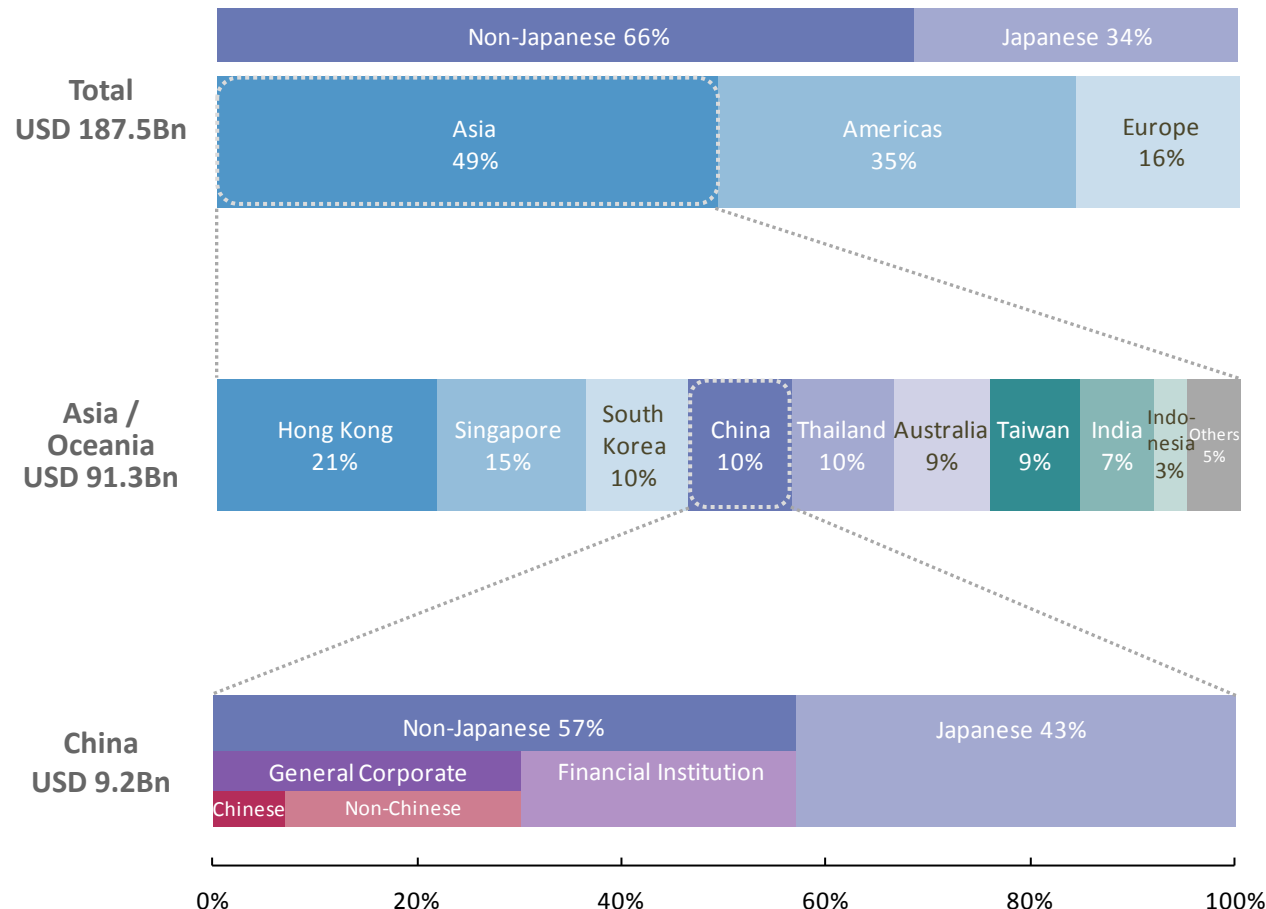 Non-Japanese 66%
Japanese 34%
Total
USD 187.5Bn
Asia
49%
Americas
35%
Europe
16%
Asia /
Oceania
USD 91.3Bn
Hong Kong
21%
Singapore
15%
South
Korea
10%
China
10%
Thailand
10%
Australia
9%
Taiwan
9%
India
7%
Indo-
nesia
3%
Others
5%
China
USD 9.2Bn
Non-Japanese 57%
Japanese 43%
General Corporate
Financial Institution
Chinese
Non-Chinese
0%
20%
40%
60%
80%
100%